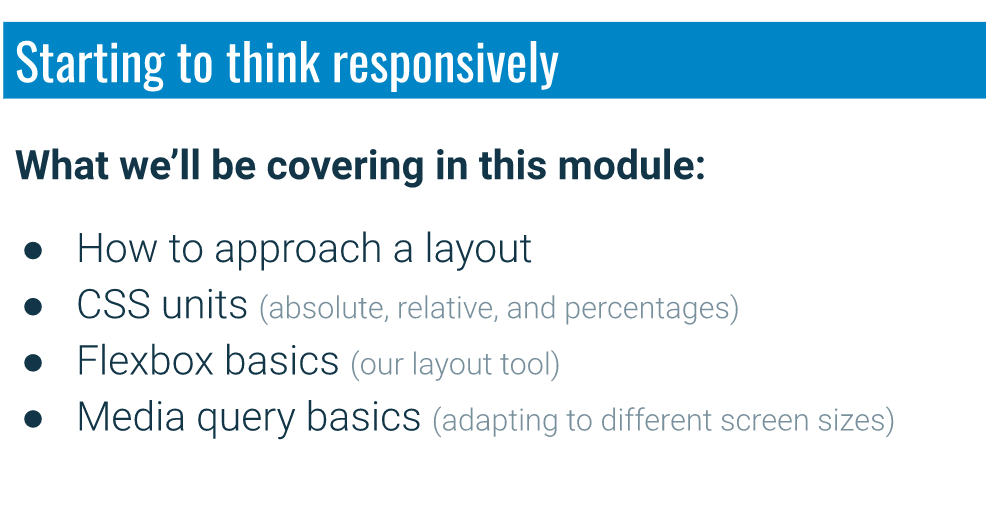 Starting to think responsively
What we’ll be covering in this module:
● How to approach a layout
● CSS units (absolute, relative, and percentages)
● Flexbox basics (our layout tool)
● Media query basics (adapting to different screen sizes)